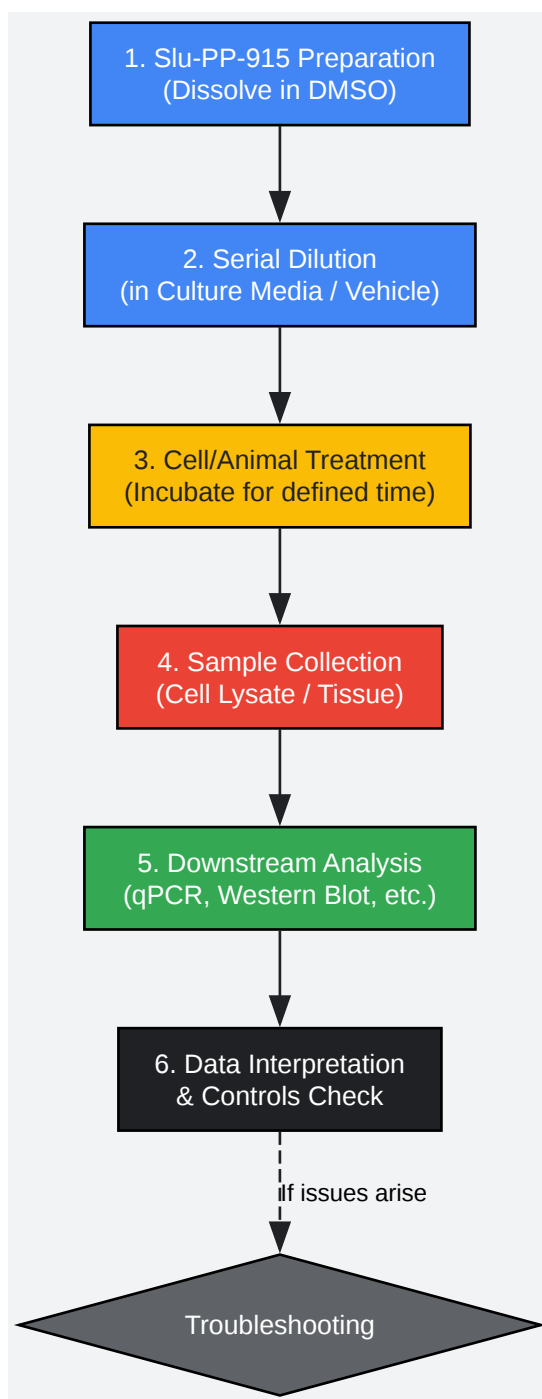 1. Slu-PP-915 Preparation
(Dissolve in DMSO)
2. Serial Dilution
(in Culture Media / Vehicle)
3. Cell/Animal Treatment
(Incubate for defined time)
4. Sample Collection
(Cell Lysate / Tissue)
5. Downstream Analysis
(qPCR, Western Blot, etc.)
6. Data Interpretation
& Controls Check
If issues arise
Troubleshooting